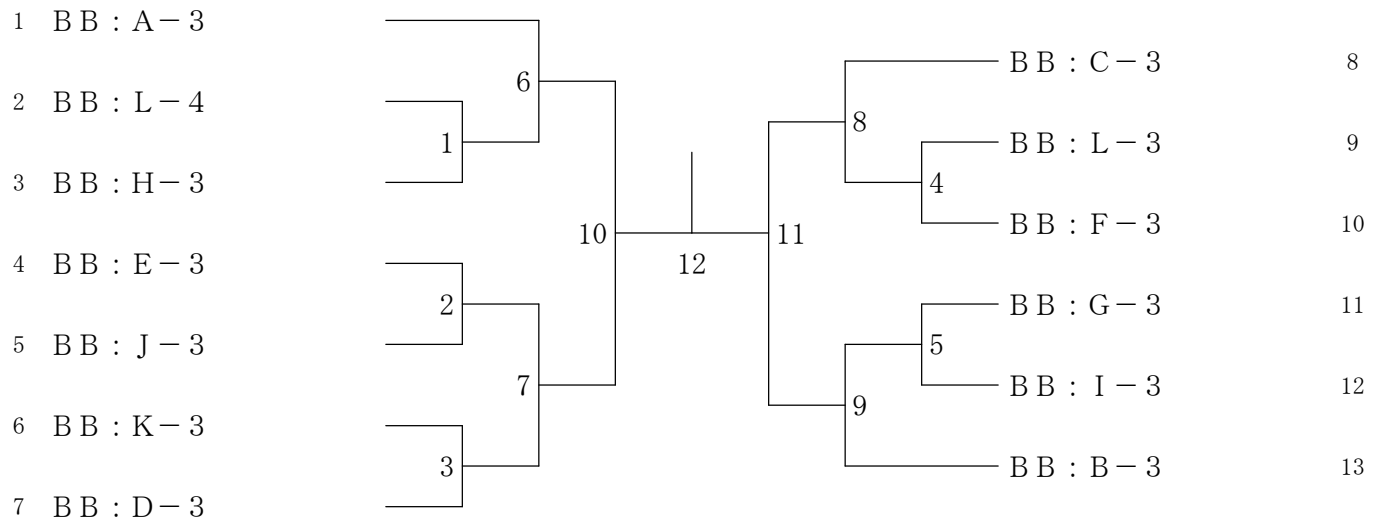 1 BB:A-3
2 BB:L-4
3 BB:H-3
4 BB:E-3
5 BB:J-3
6 BB:K-3
7 BB:D-3
1
2
3
6
7
10
12
11
8
9
4
5
BB:C-3 8
BB:L-3 9
BB:F-3 10
BB:G-3 11
BB:I-3 12
BB:B-3 13